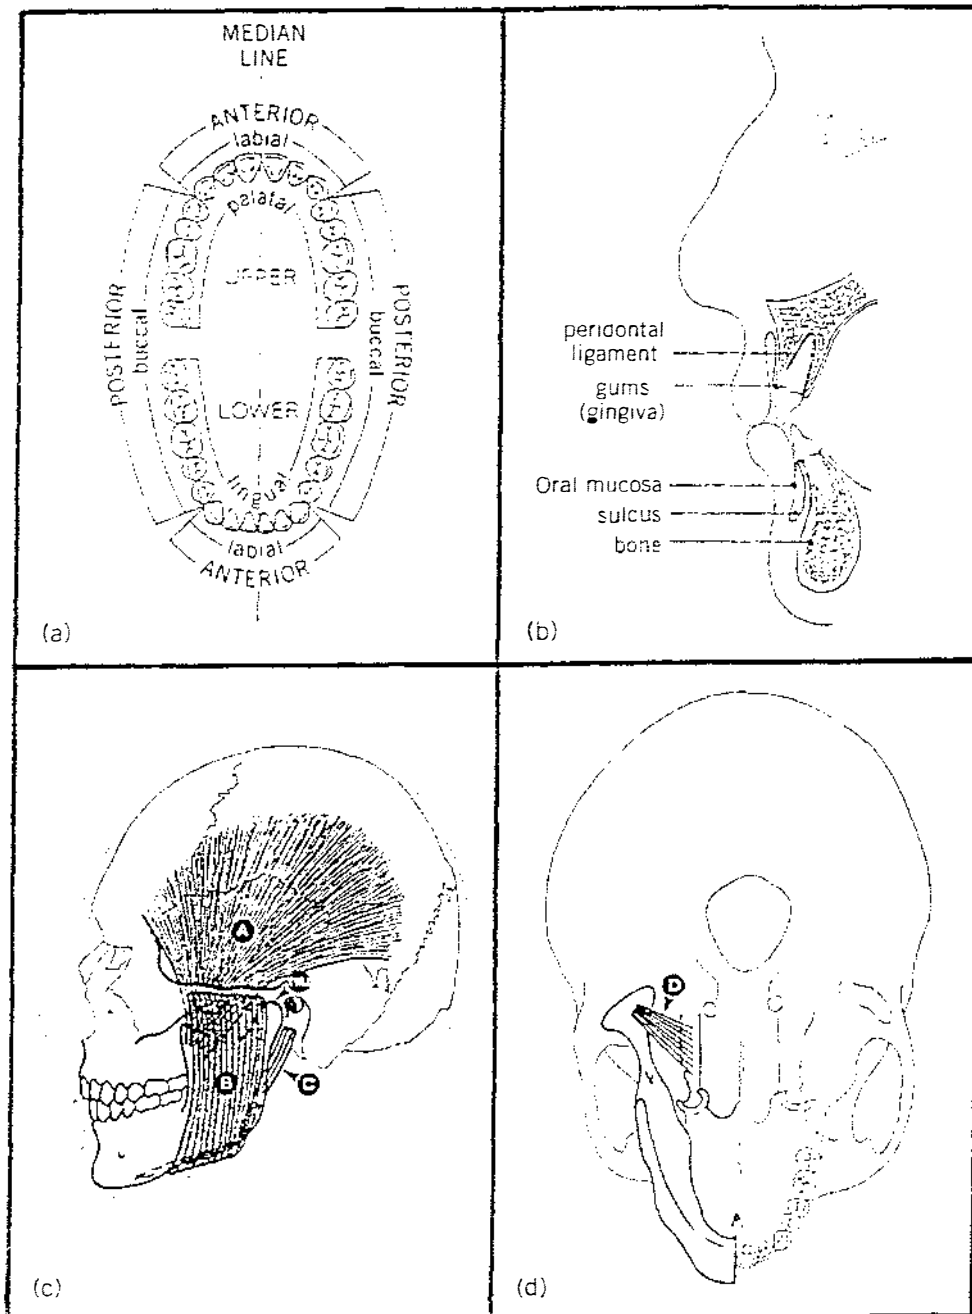 MEDIAN
LINE
ANTERIOR
labial
palatal
UPPER
POSTERIOR
buccal
buccal
POSTERIOR
LOWER
lingual
labial
ANTERIOR
(a)
peridontal
ligament
gums
(gingiva)
Oral mucosa
sulcus
bone
(b)
A
B
C
(c)
D
(d)